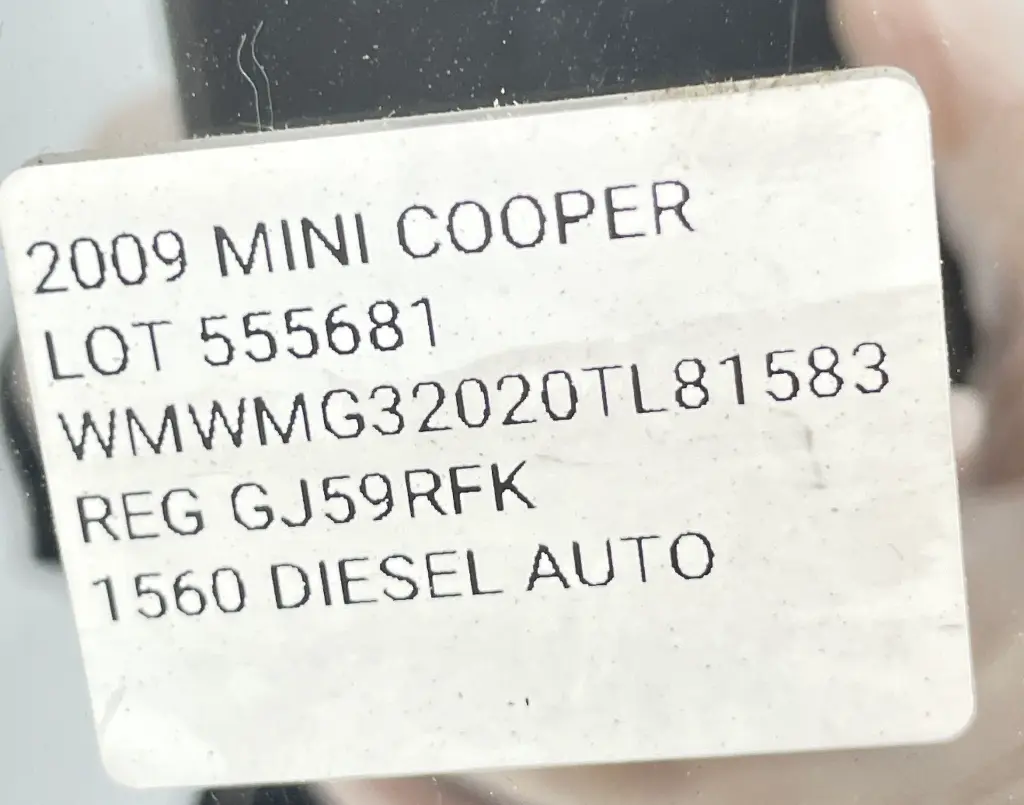 2009 MINI COOPER
LOT 555681
WMWMG32020TL81583
REG GJ59RFK
1560 DIESEL AUTO